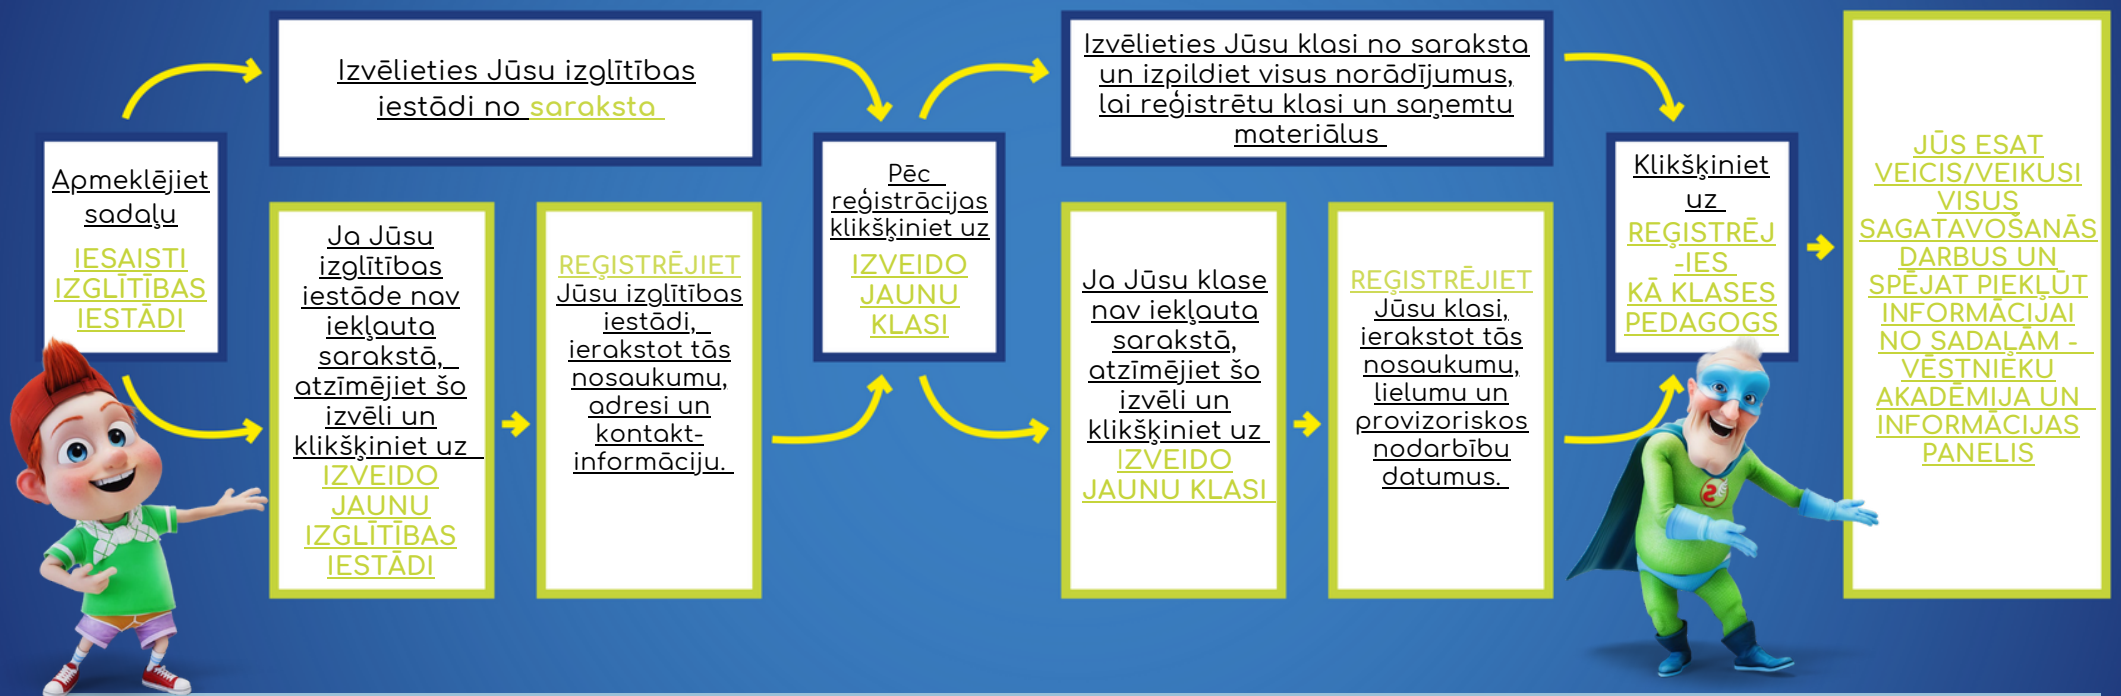 Apmeklējiet
sadaļu
IESAISTI
IZGLĪTĪBAS
IESTĀDI
Izvēlieties Jūsu izglītības
iestādi no saraksta
Ja Jūsu
izglītības
iestāde nav
iekļauta
sarakstā,
atzīmējiet šo
izvēli un
klikšķiniet uz
IZVEIDO
JAUNU
IZGLĪTĪBAS
IESTĀDI
REĢISTRĒJIET
Jūsu izglītības
iestādi,
ierakstot tās
nosaukumu,
adresi un
kontakt-
informāciju.
Pēc
reģistrācijas
klikšķiniet uz
IZVEIDO
JAUNU
KLASI
Izvēlieties Jūsu klasi no saraksta
un izpildiet visus norādījumus,
lai reģistrētu klasi un saņemtu
materiālus
Ja Jūsu klase
nav iekļauta
sarakstā,
atzīmējiet šo
izvēli un
klikšķiniet uz
IZVEIDO
JAUNU KLASI
REĢISTRĒJIET
Jūsu klasi,
ierakstot tās
nosaukumu,
lielumu un
provizoriskos
nodarbību
datumus.
Klikšķiniet
uz
REĢISTRĒJ
-IES
KĀ KLASES
PEDAGOGS
JŪS ESAT
VEICIS/VEIKUSI
VISUS
SAGATAVOŠANĀS
DARBUS UN
SPĒJAT PIEKĻŪT
INFORMĀCIJAI
NO SADAĻĀM -
VĒSTNIEKU
AKADĒMIJA UN
INFORMĀCIJAS
PANELIS